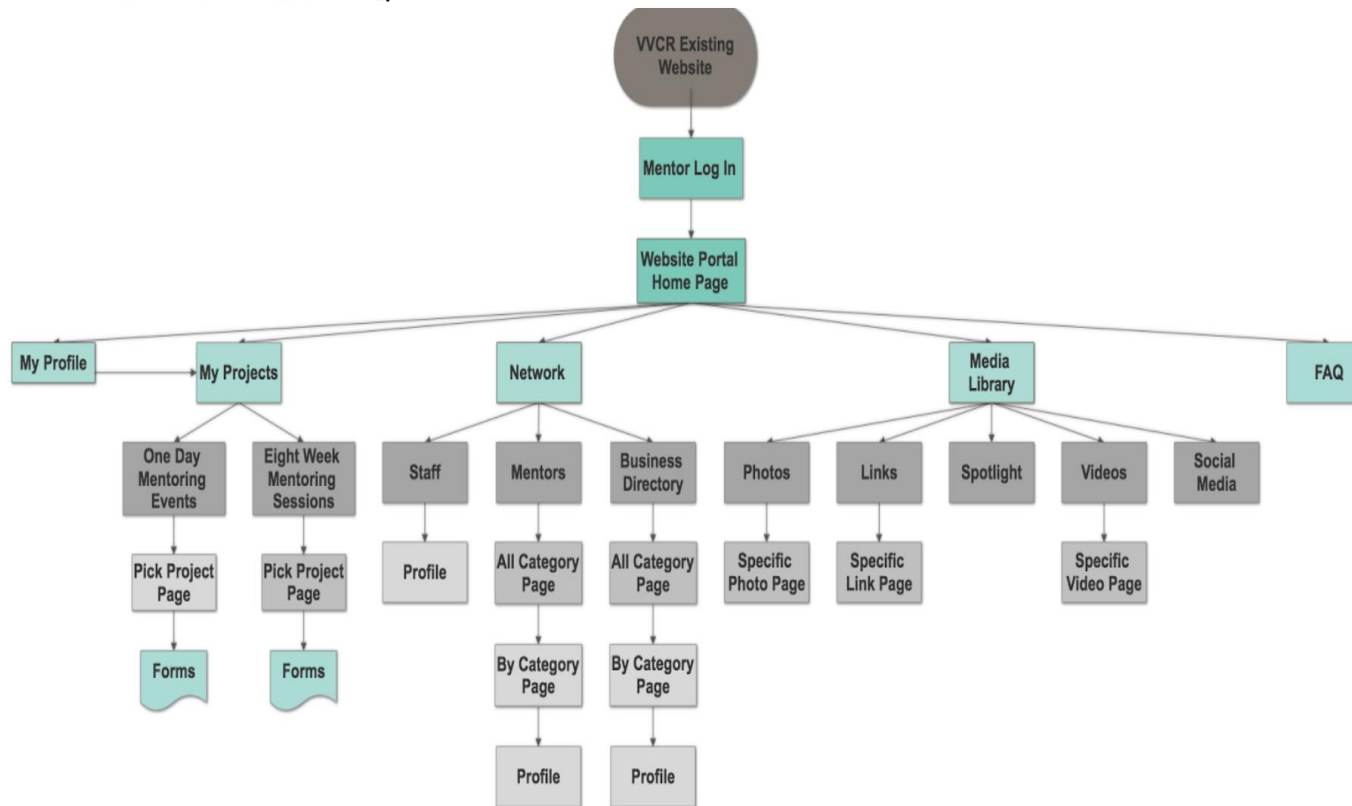 VVCR Existing
Website
Mentor Log In
Website Portal
Home Page
My Profile
My Projects
Network
Media
Library
FAQ
One Day
Mentoring
Events
Eight Week
Mentoring
Sessions
Staff
Mentors
Business
Directory
Photos
Links
Spotlight
Videos
Social
Media
Pick Project
Page
Pick Project
Page
Profile
All Category
Page
All Category
Page
Specific
Photo Page
Specific
Link Page
Specific
Video Page
Forms
Forms
By Category
Page
By Category
Page
Profile
Profile